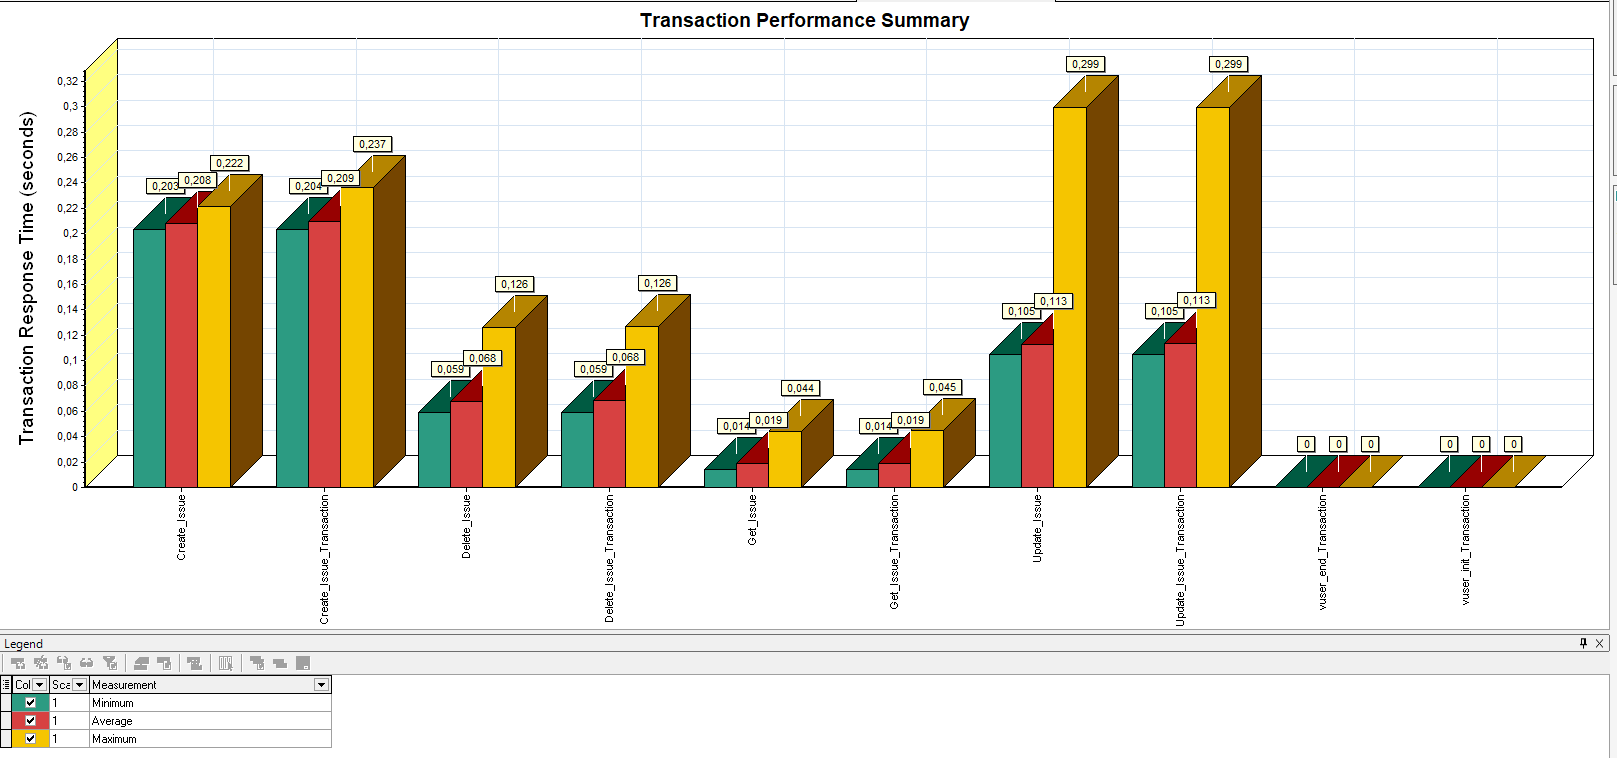 Transaction Performance Summary
Transaction Response Time (seconds)
0,32
0,3
0,28
0,26
0,24
0,22
0,2
0,18
0,16
0,14
0,12
0,1
0,08
0,06
0,04
0,02
0
0,203
0,208
0,222
0,204
0,209
0,237
0,059
0,068
0,126
0,059
0,068
0,126
0,014
0,019
0,044
0,014
0,019
0,045
0,105
0,113
0,299
0,105
0,113
0,299
0
0
0
0
0
0
Create_Issue
Create_Issue_Transaction
Delete_Issue
Delete_Issue_Transaction
Get_Issue
Get_Issue_Transaction
Update_Issue
Update_Issue_Transaction
vuser_end_Transaction
vuser_init_Transaction
Legend
Col Sca Measurement
1 Minimum
1 Average
1 Maximum